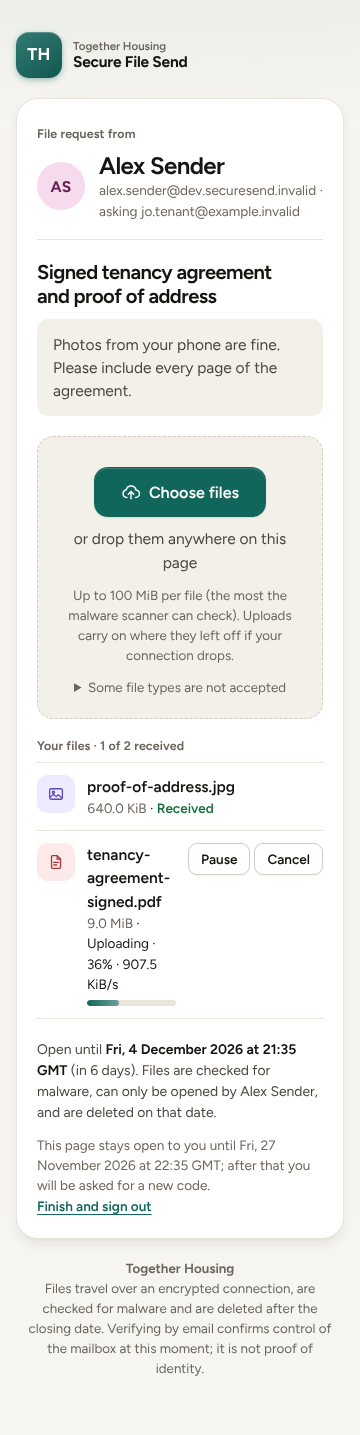 TH
Together Housing
Secure File Send
File request from
AS
Alex Sender
alex.sender@dev.securesend.invalid ·
asking jo.tenant@example.invalid
Signed tenancy agreement
and proof of address
Photos from your phone are fine.
Please include every page of the
agreement.
Choose files
or drop them anywhere on this
page
Up to 100 MiB per file (the most the
malware scanner can check). Uploads
carry on where they left off if your
connection drops.
Some file types are not accepted
Your files · 1 of 2 received
proof-of-address.jpg
640.0 KiB · Received
tenancy-
agreement-
signed.pdf
Pause
Cancel
9.0 MiB ·
Uploading ·
36% · 907.5
KiB/s
Open until Fri, 4 December 2026 at 21:35
GMT (in 6 days). Files are checked for
malware, can only be opened by Alex Sender,
and are deleted on that date.
This page stays open to you until Fri, 27
November 2026 at 22:35 GMT; after that you
will be asked for a new code.
Finish and sign out
Together Housing
Files travel over an encrypted connection, are
checked for malware and are deleted after the
closing date. Verifying by email confirms control of
the mailbox at this moment; it is not proof of
identity.